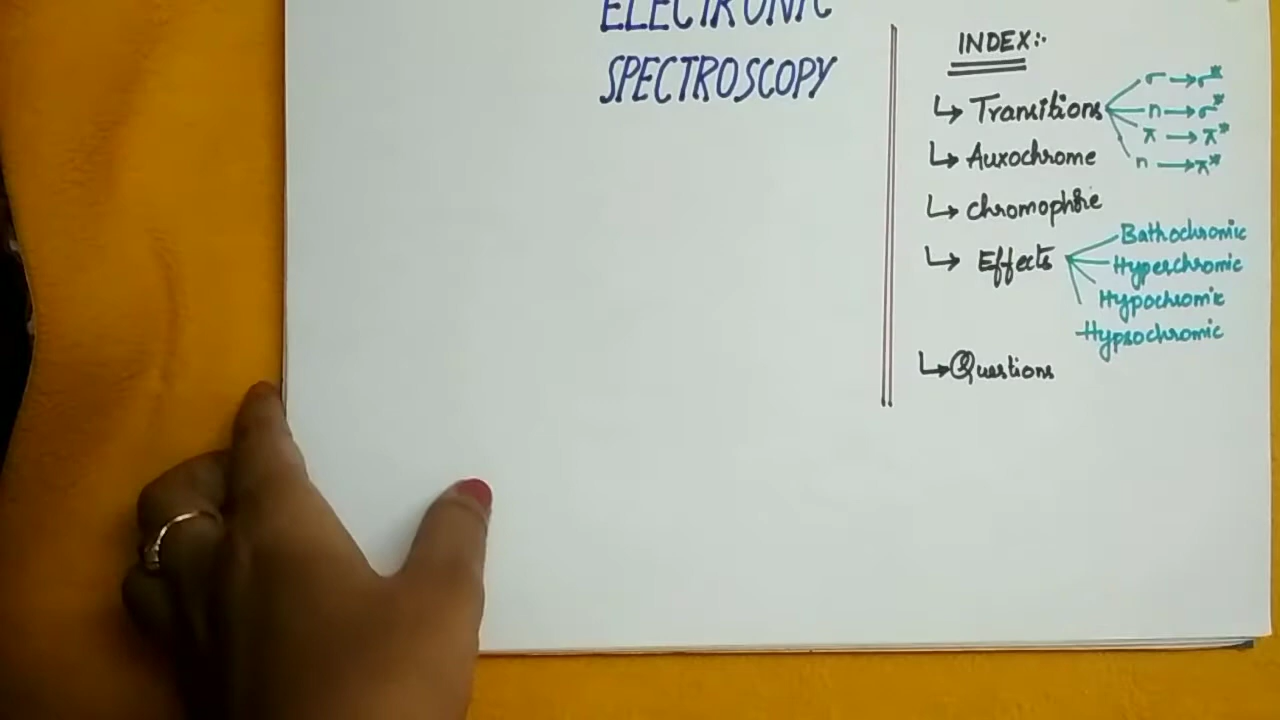 ELECTRONIC
SPECTROSCOPY
INDEX:-
↳ Transitions
σ → σ*
n → σ*
π → π*
n → π*
↳ Auxochrome
↳ chromophore
↳ Effects
Bathochromic
Hyperchromic
Hypochromic
Hypsochromic
↳ Questions